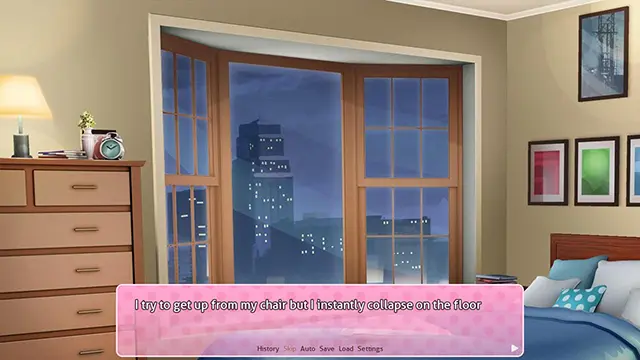 I try to get up from my chair but I instantly collapse on the floor
History Skip Auto Save Load Settings